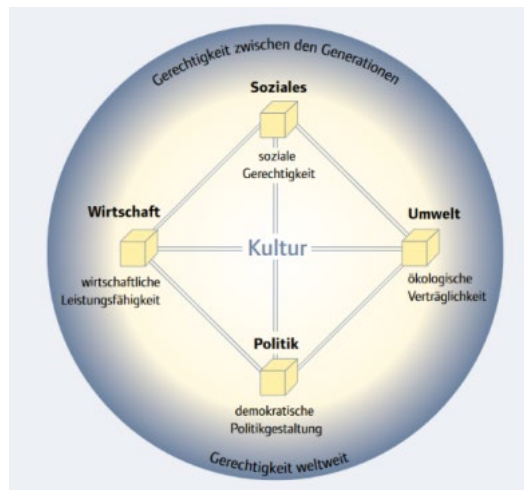 Gerechtigkeit zwischen den Generationen
Soziales
soziale
Gerechtigkeit
Wirtschaft
wirtschaftliche
Leistungsfähigkeit
Kultur
Umwelt
ökologische
Verträglichkeit
Politik
demokratische
Politikgestaltung
Gerechtigkeit weltweit